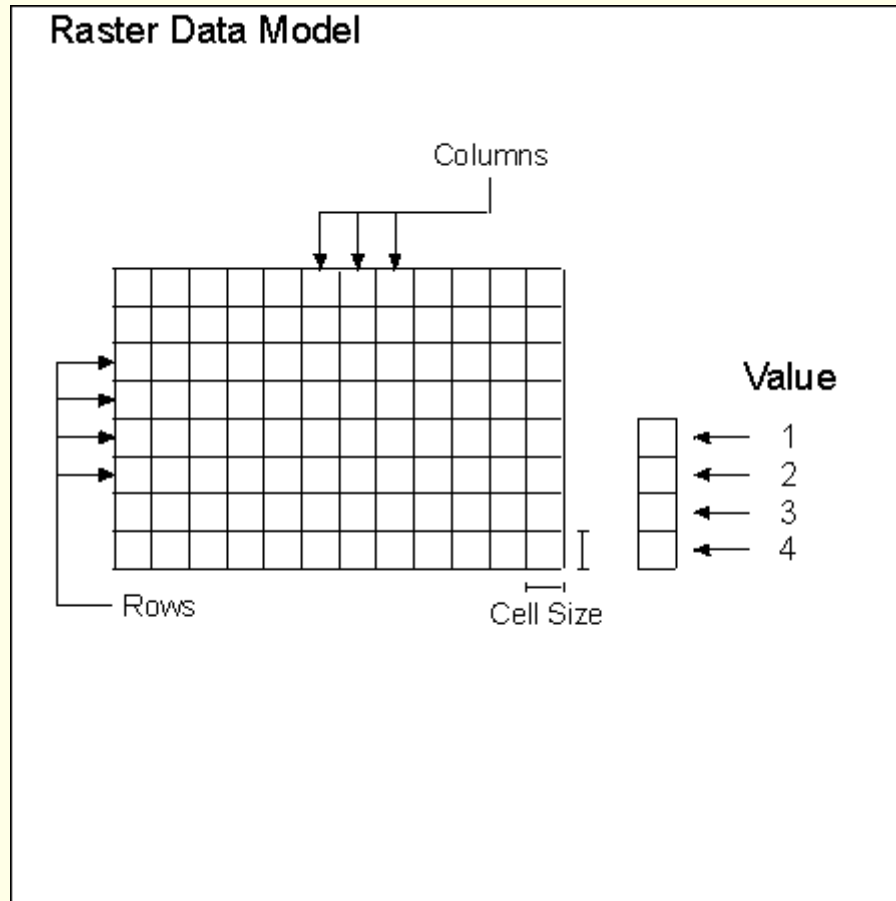 Raster Data Model
Columns
Value
1
2
3
4
Rows
Cell Size